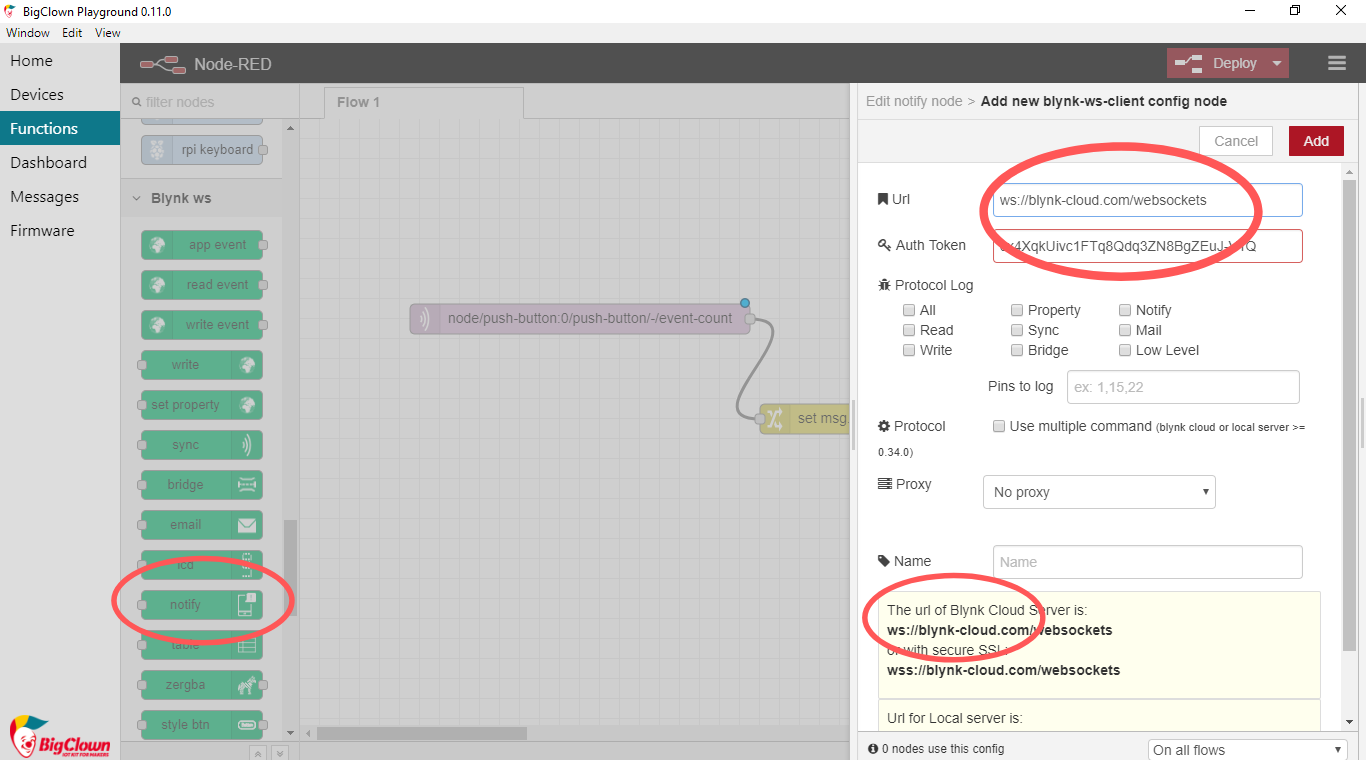 BigClown Playground 0.11.0
Window Edit View
Home
Devices
Functions
Dashboard
Messages
Firmware
BigClown
IOT KIT FOR MAKERS
Node-RED
Deploy
filter nodes
rpi keyboard
Blynk ws
app event
read event
write event
write
set property
sync
bridge
email
lcd
notify
table
zergba
style btn
Flow 1
node/push-button:0/push-button/-/event-count
set msg
Edit notify node > Add new blynk-ws-client config node
Cancel Add
Url ws://blynk-cloud.com/websockets
Auth Token
Protocol Log
All Property Notify
Read Sync Mail
Write Bridge Low Level
Pins to log ex: 1,15,22
Protocol Use multiple command (blynk cloud or local server >=
0.34.0)
Proxy No proxy
Name Name
The url of Blynk Cloud Server is:
ws://blynk-cloud.com/websockets
or with secure SSL:
wss://blynk-cloud.com/websockets
Url for Local server is:
0 nodes use this config On all flows